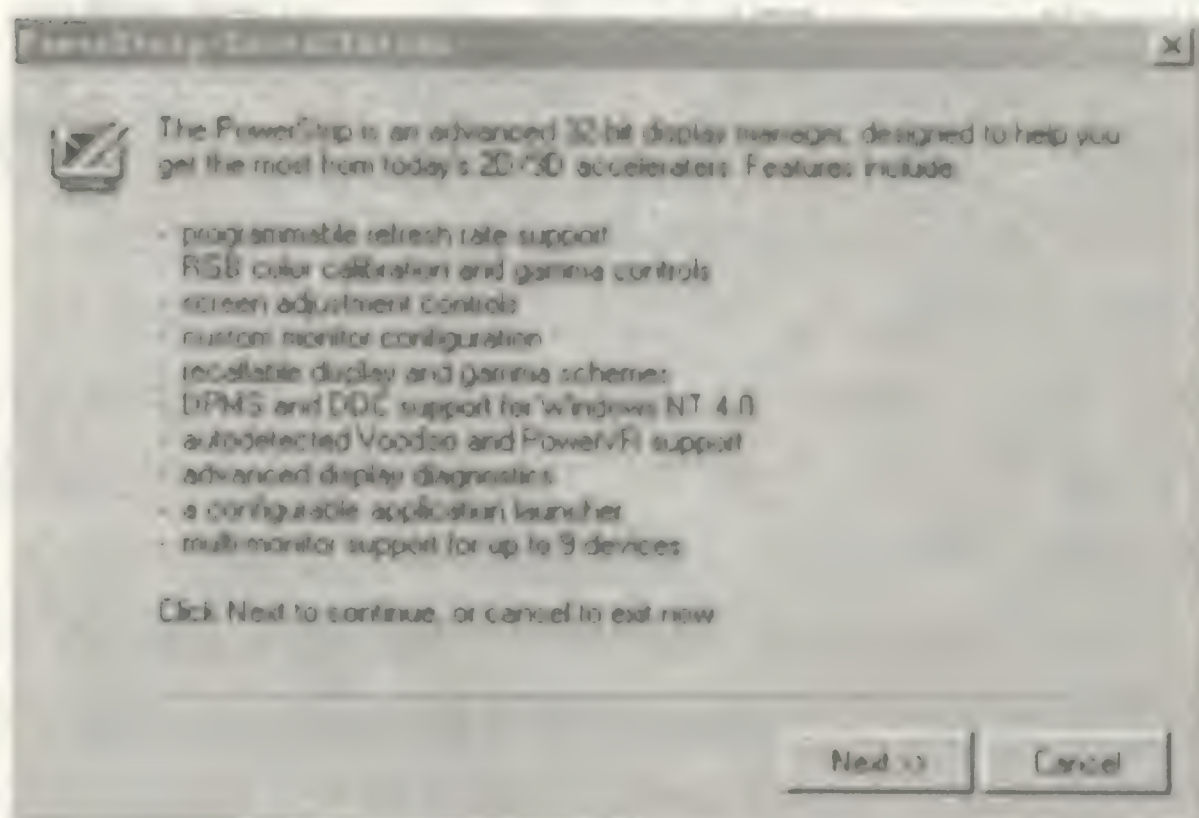 PowerStrip Installation
The PowerStrip is an advanced 32-bit display manager, designed to help you
get the most from today's 2D/3D accelerators. Features include:
- programmable refresh rate support
- RGB color calibration and gamma controls
- screen adjustment controls
- custom monitor configuration
- recallable display and gamma schemes
- DPMS and DDC support for Windows NT 4.0
- autodetected Voodoo and PowerVR support
- advanced display diagnostics
- a configurable application launcher
- multi-monitor support for up to 9 devices
Click Next to continue, or cancel to exit now
Next >>
Cancel